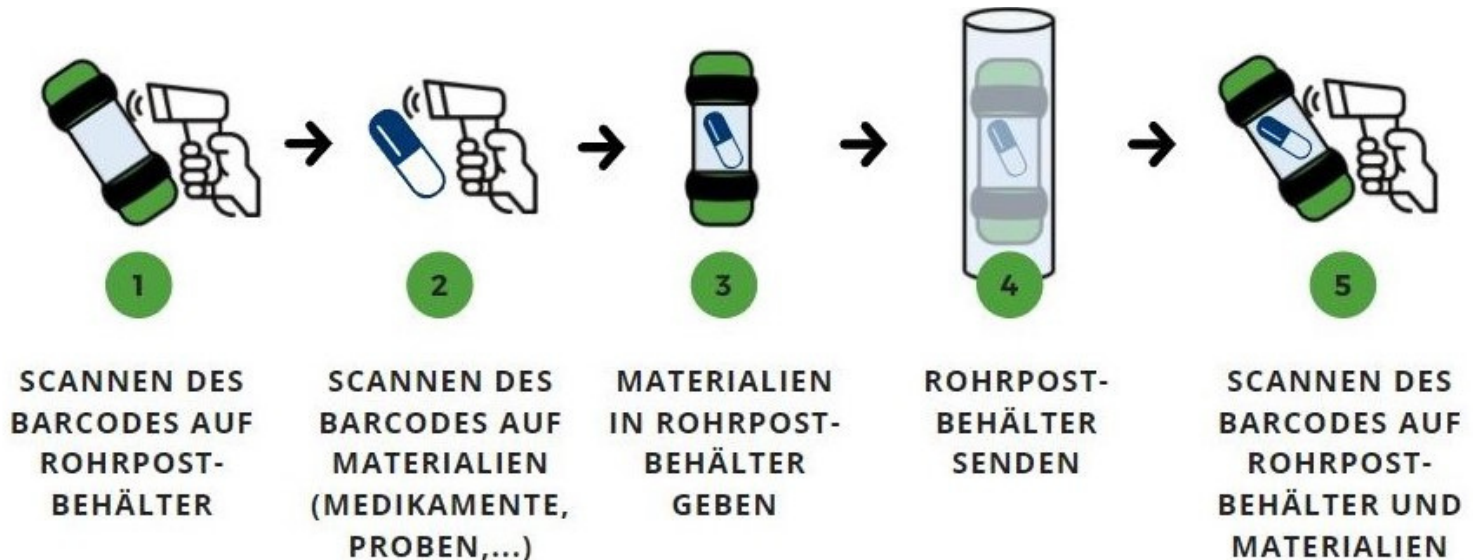 1
SCANNEN DES
BARCODES AUF
ROHRPOST-
BEHÄLTER
2
SCANNEN DES
BARCODES AUF
MATERIALIEN
(MEDIKAMENTE,
PROBEN,...)
3
MATERIALIEN
IN ROHRPOST-
BEHÄLTER
GEBEN
4
ROHRPOST-
BEHÄLTER
SENDEN
5
SCANNEN DES
BARCODES AUF
ROHRPOST-
BEHÄLTER UND
MATERIALIEN